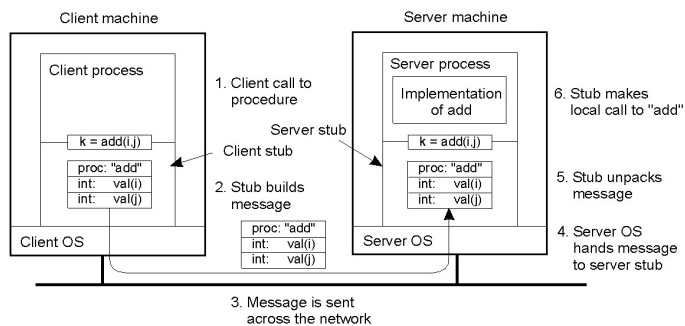 Client machine
Server machine
Client process
1. Client call to
procedure
Server process
Implementation
of add
6. Stub makes
local call to "add"
Server stub
k = add(i,j)
k = add(i,j)
Client stub
proc: "add"
int: val(i)
int: val(j)
2. Stub builds
message
proc: "add"
int: val(i)
int: val(j)
proc: "add"
int: val(i)
int: val(j)
5. Stub unpacks
message
Client OS
Server OS
4. Server OS
hands message
to server stub
3. Message is sent
across the network